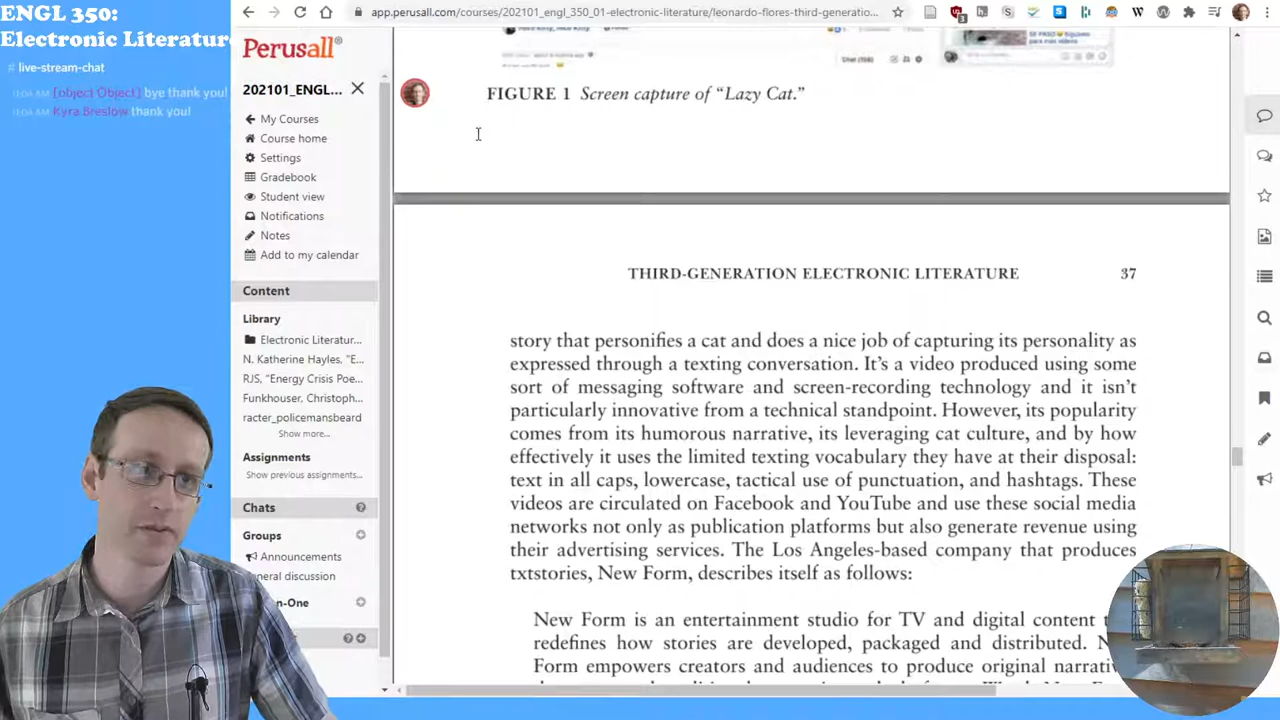 ENGL 350:
Electronic Literature
# live-stream-chat
11:04 AM [object Object] bye thank you!
11:04 AM Kyra Breslow thank you!
app.perusall.com/courses/202101_engl_350_01-electronic-literature/leonardo-flores-third-generatio...
Perusall
202101_ENGL...
My Courses
Course home
Settings
Gradebook
Student view
Notifications
Notes
Add to my calendar
Content
Library
Electronic Literatur...
N. Katherine Hayles, "E...
RJS, "Energy Crisis Poe...
Funkhouser, Christoph...
racter_policemansbeard
Show more...
Assignments
Show previous assignments...
Chats
Groups
Announcements
eneral discussion
n-One
FIGURE 1 Screen capture of “Lazy Cat.”
THIRD-GENERATION ELECTRONIC LITERATURE 37
story that personifies a cat and does a nice job of capturing its personality as
expressed through a texting conversation. It’s a video produced using some
sort of messaging software and screen-recording technology and it isn’t
particularly innovative from a technical standpoint. However, its popularity
comes from its humorous narrative, its leveraging cat culture, and by how
effectively it uses the limited texting vocabulary they have at their disposal:
text in all caps, lowercase, tactical use of punctuation, and hashtags. These
videos are circulated on Facebook and YouTube and use these social media
networks not only as publication platforms but also generate revenue using
their advertising services. The Los Angeles-based company that produces
txtstories, New Form, describes itself as follows:
New Form is an entertainment studio for TV and digital content
redefines how stories are developed, packaged and distributed.
Form empowers creators and audiences to produce original